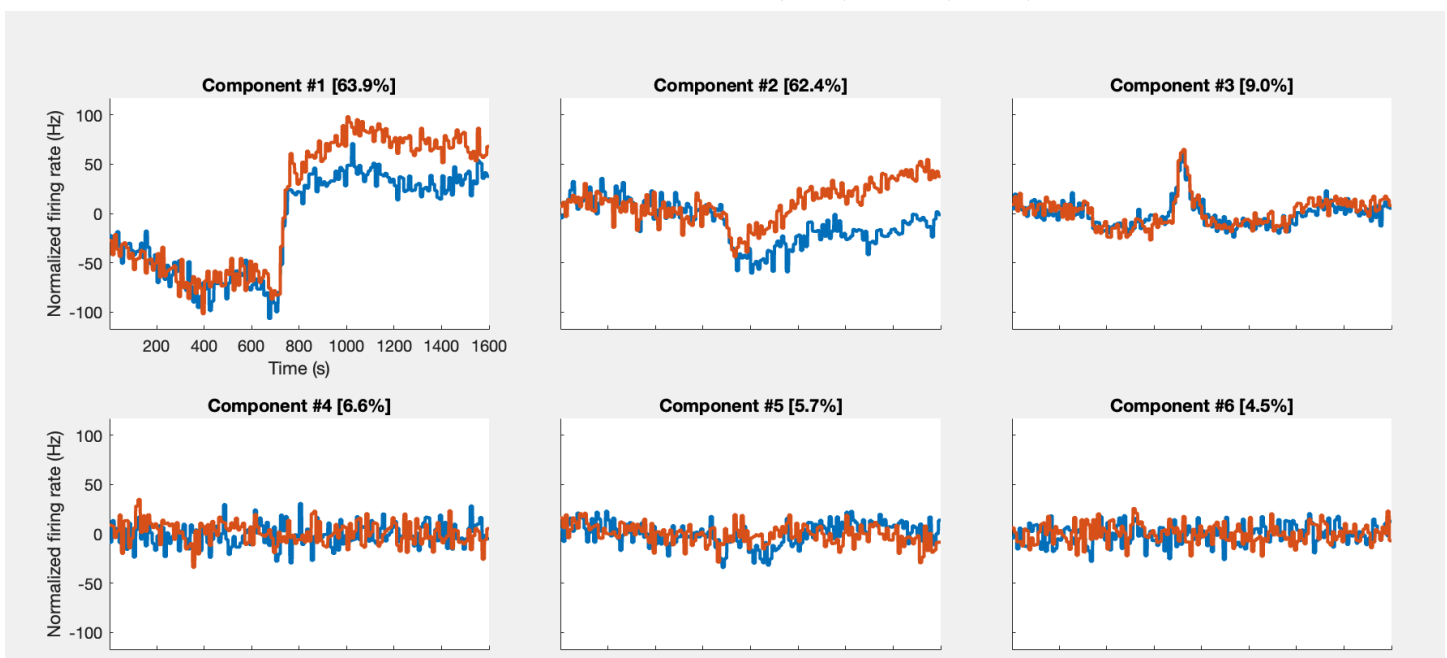 Component #1 [63.9%]
Component #2 [62.4%]
Component #3 [9.0%]
Normalized firing rate (Hz)
100
50
0
-50
-100
200 400 600 800 1000 1200 1400 1600
Time (s)
Component #4 [6.6%]
Component #5 [5.7%]
Component #6 [4.5%]
Normalized firing rate (Hz)
100
50
0
-50
-100